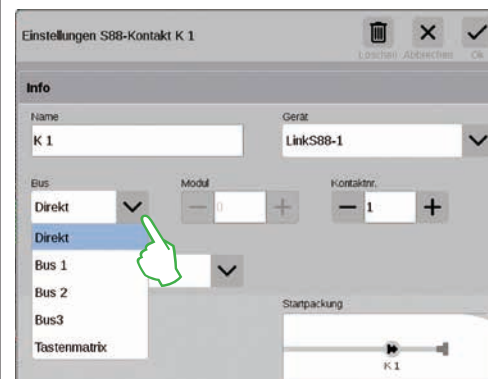 Einstellungen S88-Kontakt K 1
Löschen Abbrechen Ok
Info
Name
Gerät
K 1
LinkS88-1
Bus
Modul
Kontaktnr.
Direkt
0
1
Direkt
Bus 1
Bus 2
Bus3
Tastenmatrix
Startpackung
K 1